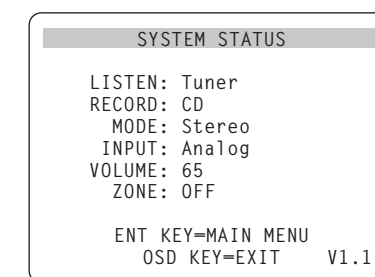 SYSTEM STATUS
LISTEN: Tuner
RECORD: CD
MODE: Stereo
INPUT: Analog
VOLUME: 65
ZONE: OFF
ENT KEY=MAIN MENU
OSD KEY=EXIT V1.1